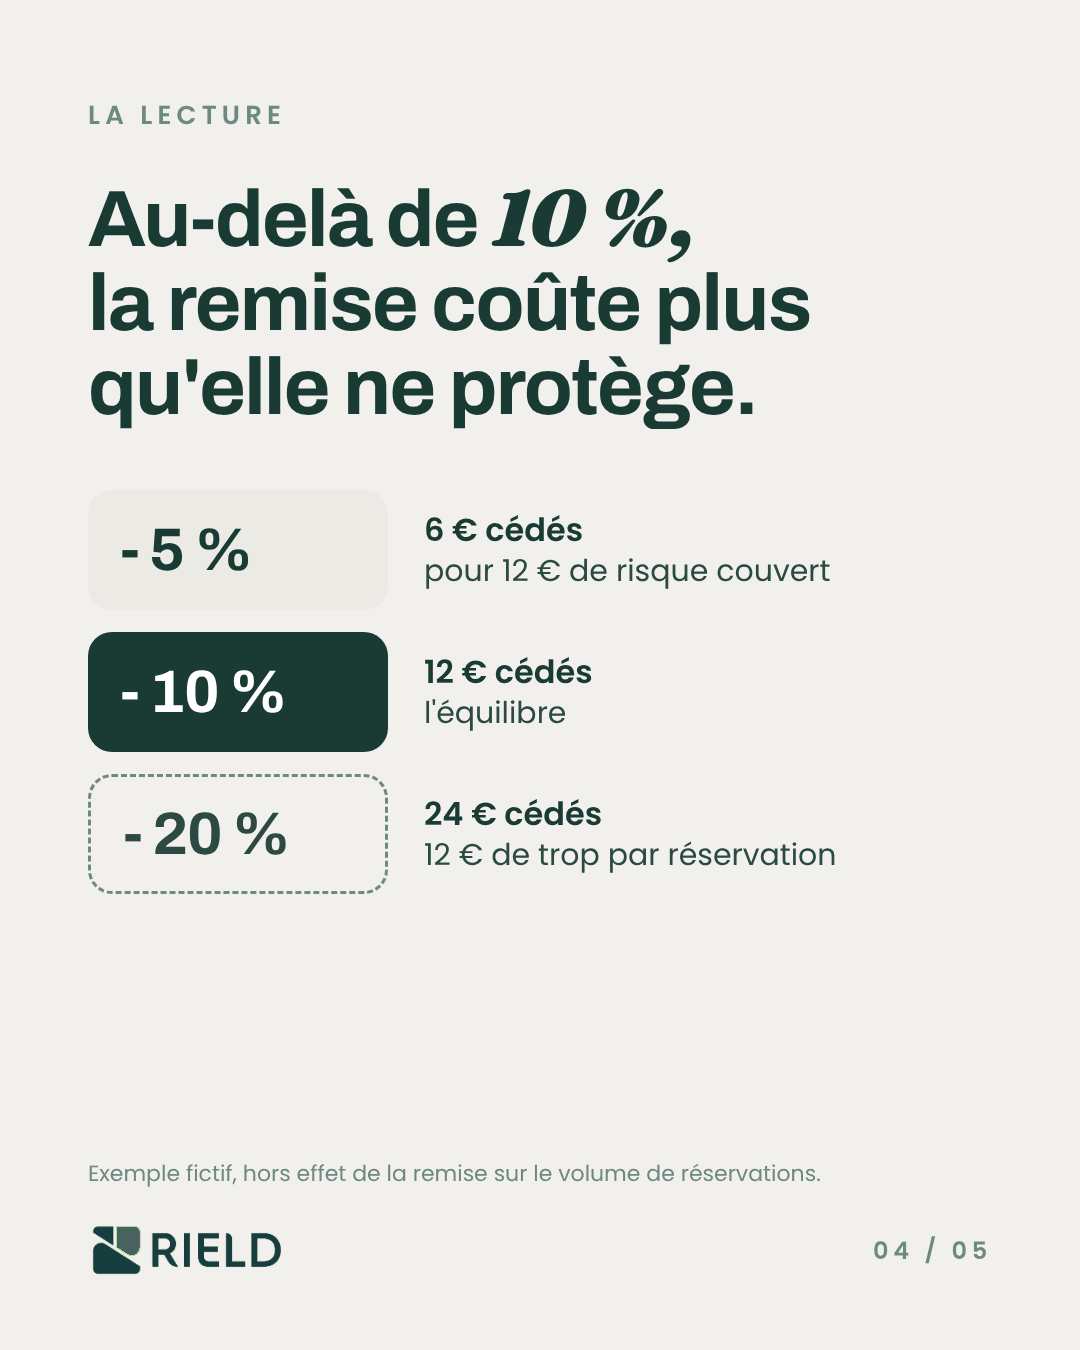 LA LECTURE
Au-delà de 10 %,
la remise coûte plus
qu'elle ne protège.
- 5 %
6 € cédés
pour 12 € de risque couvert
- 10 %
12 € cédés
l'équilibre
- 20 %
24 € cédés
12 € de trop par réservation
Exemple fictif, hors effet de la remise sur le volume de réservations.
RIELD
04 / 05